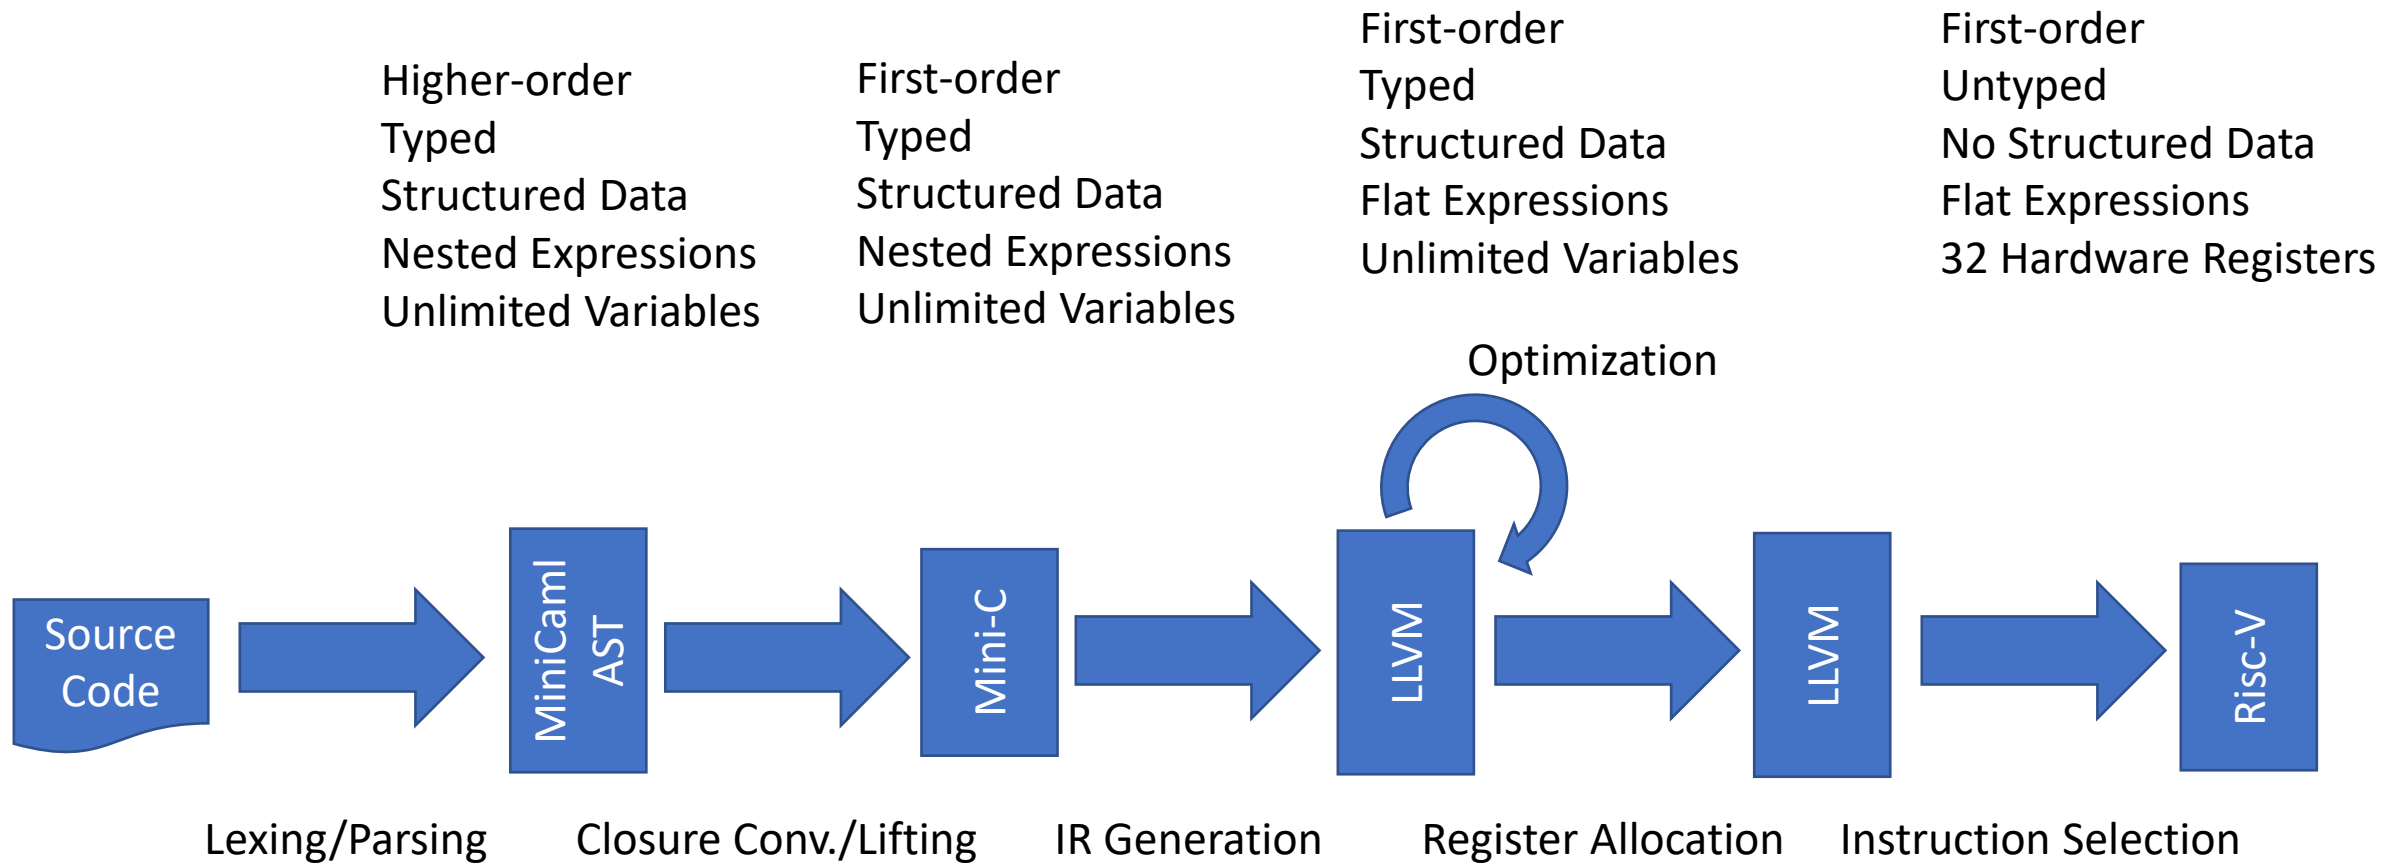 Higher-order
Typed
Structured Data
Nested Expressions
Unlimited Variables
First-order
Typed
Structured Data
Nested Expressions
Unlimited Variables
First-order
Typed
Structured Data
Flat Expressions
Unlimited Variables
First-order
Untyped
No Structured Data
Flat Expressions
32 Hardware Registers
Optimization
Source
Code
MiniCaml
AST
Mini-C
LLVM
LLVM
Risc-V
Lexing/Parsing
Closure Conv./Lifting
IR Generation
Register Allocation
Instruction Selection